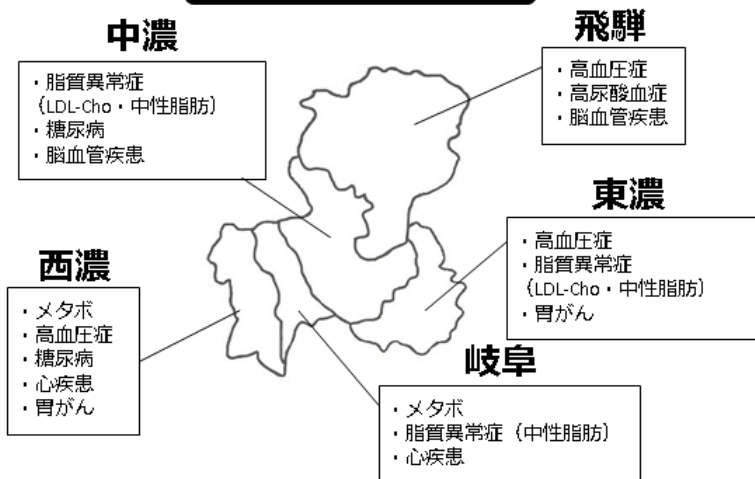 中濃
・脂質異常症
（LDL-Cho・中性脂肪）
・糖尿病
・脳血管疾患
飛騨
・高血圧症
・高尿酸血症
・脳血管疾患
東濃
・高血圧症
・脂質異常症
（LDL-Cho・中性脂肪）
・胃がん
西濃
・メタボ
・高血圧症
・糖尿病
・心疾患
・胃がん
岐阜
・メタボ
・脂質異常症（中性脂肪）
・心疾患